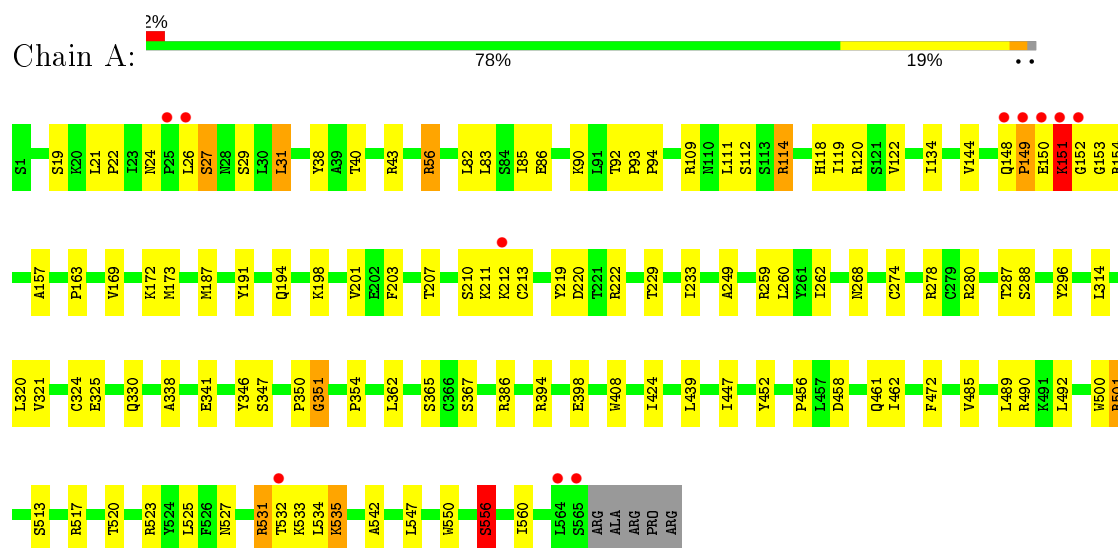 2%
Chain A:
78% 19% • •
S1 S19 K20 L21 P22 I23 N24 P25 L26 S27 N28 S29 L30 L31 Y38 A39 T40 R43 R56 L82 L83 S84 I85 E86 K90 L91 T92 P93 P94 R109 N110 L111 S112 S113 R114 H118 I119 R120 S121 V122 I134 V144 Q148 P149 E150 K151 G152 G153 R154
A157 P163 V169 K172 M173 M187 Y191 Q194 K198 V201 E202 F203 T207 S210 K211 K212 C213 Y219 D220 T221 R222 T229 I233 A249 R259 L260 Y261 I262 N268 C274 R278 C279 R280 T287 S288 Y296 L314
L320 V321 C324 E325 Q330 A338 E341 Y346 S347 P350 G351 P354 L362 S365 C366 S367 R386 R394 E398 W408 I424 L439 I447 Y452 P456 L457 D458 Q461 I462 F472 V485 L489 R490 K491 L492 W500 R501
S513 R517 T520 R523 Y524 L525 F526 N527 R531 T532 K533 L534 K535 A542 L547 W550 S556 I560 L564 S565 ARG ALA ARG PRO ARG